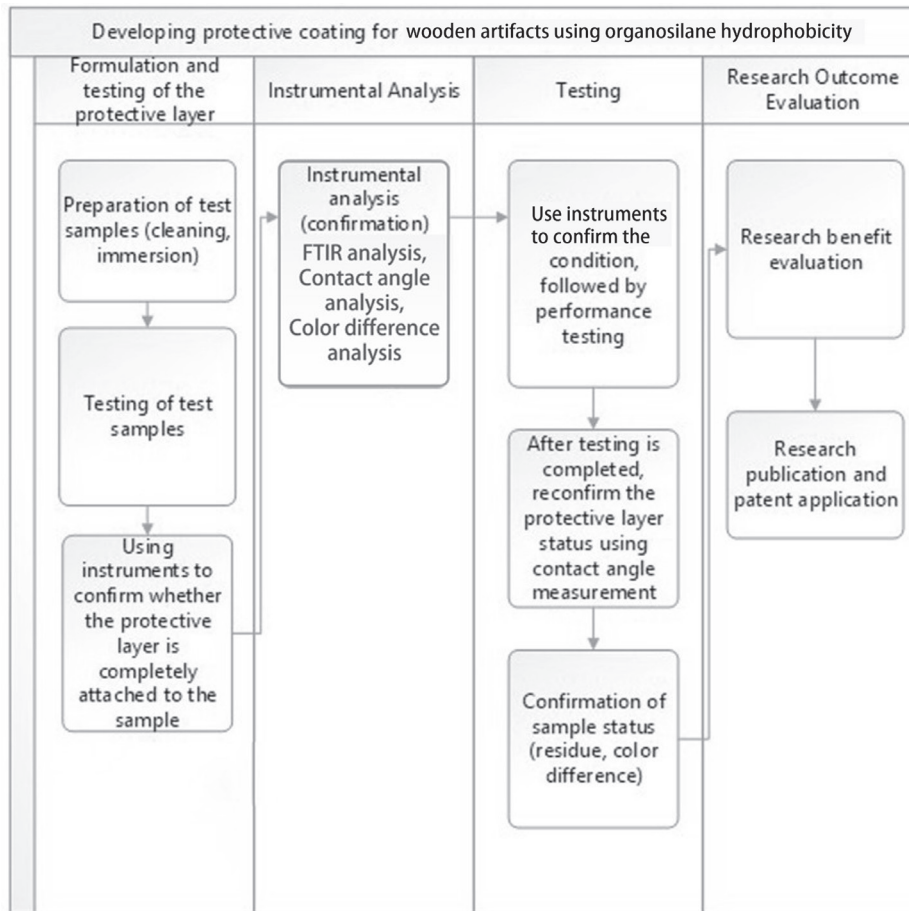 Developing protective coating for wooden artifacts using organosilane hydrophobicity
Formulation and
testing of the
protective layer
Instrumental Analysis
Testing
Research Outcome
Evaluation
Preparation of test
samples (cleaning,
immersion)
Testing of test
samples
Using
instruments to
confirm whether
the protective
layer is
completely
attached to the
sample
Instrumental
analysis
(confirmation)
FTIR analysis,
Contact angle
analysis,
Color difference
analysis
Use instruments
to confirm the
condition,
followed by
performance
testing
After testing is
completed,
reconfirm the
protective layer
status using
contact angle
measurement
Confirmation of
sample status
(residue, color
difference)
Research benefit
evaluation
Research
publication and
patent application